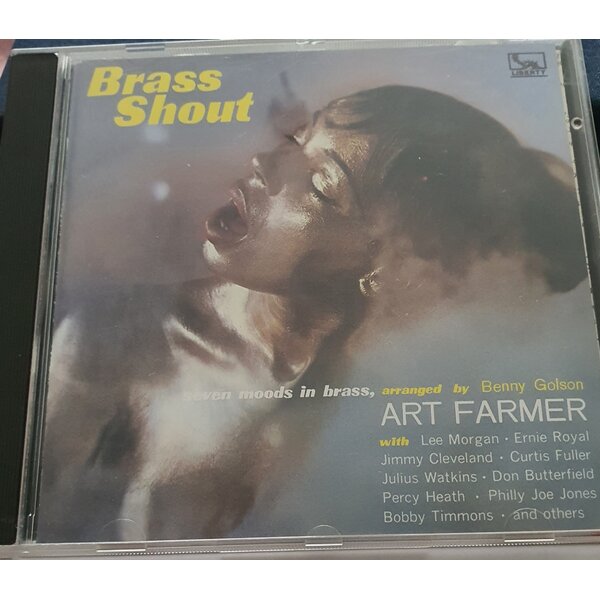 Brass
Shout
LIBERTY
seven moods in brass, arranged by Benny Golson
ART FARMER
with Lee Morgan · Ernie Royal
Jimmy Cleveland · Curtis Fuller
Julius Watkins · Don Butterfield
Percy Heath · Philly Joe Jones
Bobby Timmons · and others